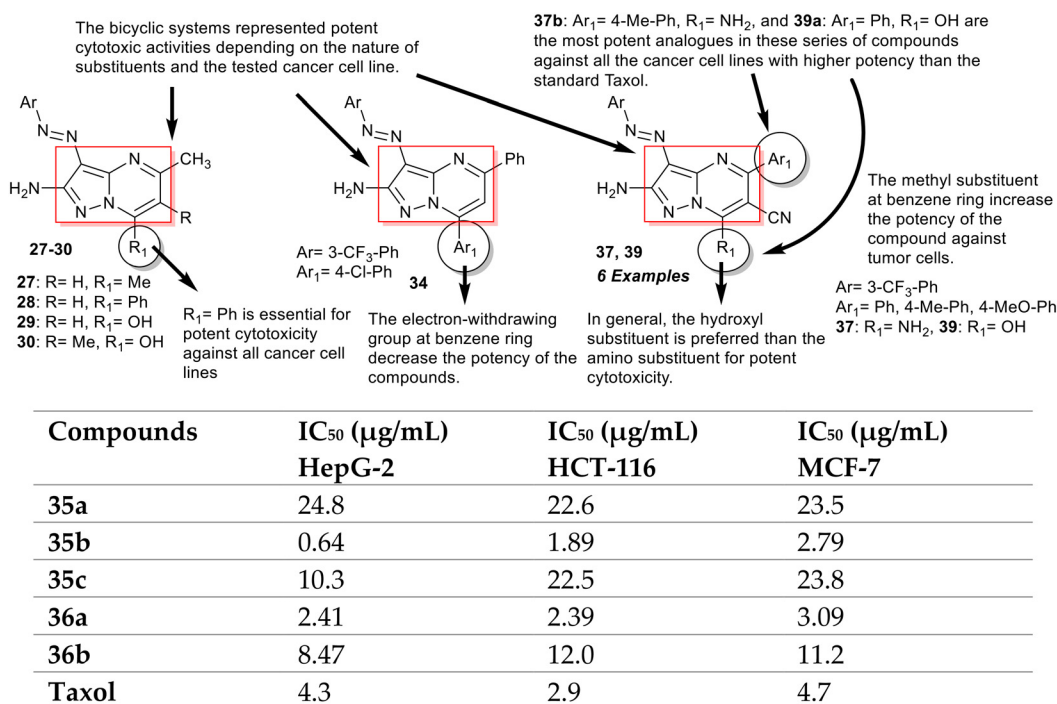 The bicyclic systems represented potent
cytotoxic activities depending on the nature of
substituents and the tested cancer cell line.
37b: Ar₁= 4-Me-Ph, R₁= NH₂, and 39a: Ar₁= Ph, R₁= OH are
the most potent analogues in these series of compounds
against all the cancer cell lines with higher potency than the
standard Taxol.
Ar
N
N
N
CH₃
H₂N
N
N
R
R₁
27-30
27: R= H, R₁= Me
28: R= H, R₁= Ph
29: R= H, R₁= OH
30: R= Me, R₁= OH
R₁= Ph is essential for
potent cytotoxicity
against all cancer cell
lines
Ar
N
N
N
Ph
H₂N
N
N
Ar₁
Ar= 3-CF₃-Ph
Ar₁= 4-Cl-Ph
34
The electron-withdrawing
group at benzene ring
decrease the potency of the
compounds.
Ar
N
N
N
Ar₁
H₂N
N
N
CN
R₁
37, 39
6 Examples
In general, the hydroxyl
substituent is preferred than the
amino substituent for potent
cytotoxicity.
The methyl substituent
at benzene ring increase
the potency of the
compound against
tumor cells.
Ar= 3-CF₃-Ph
Ar₁= Ph, 4-Me-Ph, 4-MeO-Ph
37: R₁= NH₂, 39: R₁= OH
Compounds IC₅₀ (µg/mL) IC₅₀ (µg/mL) IC₅₀ (µg/mL)
HepG-2 HCT-116 MCF-7
35a 24.8 22.6 23.5
35b 0.64 1.89 2.79
35c 10.3 22.5 23.8
36a 2.41 2.39 3.09
36b 8.47 12.0 11.2
Taxol 4.3 2.9 4.7